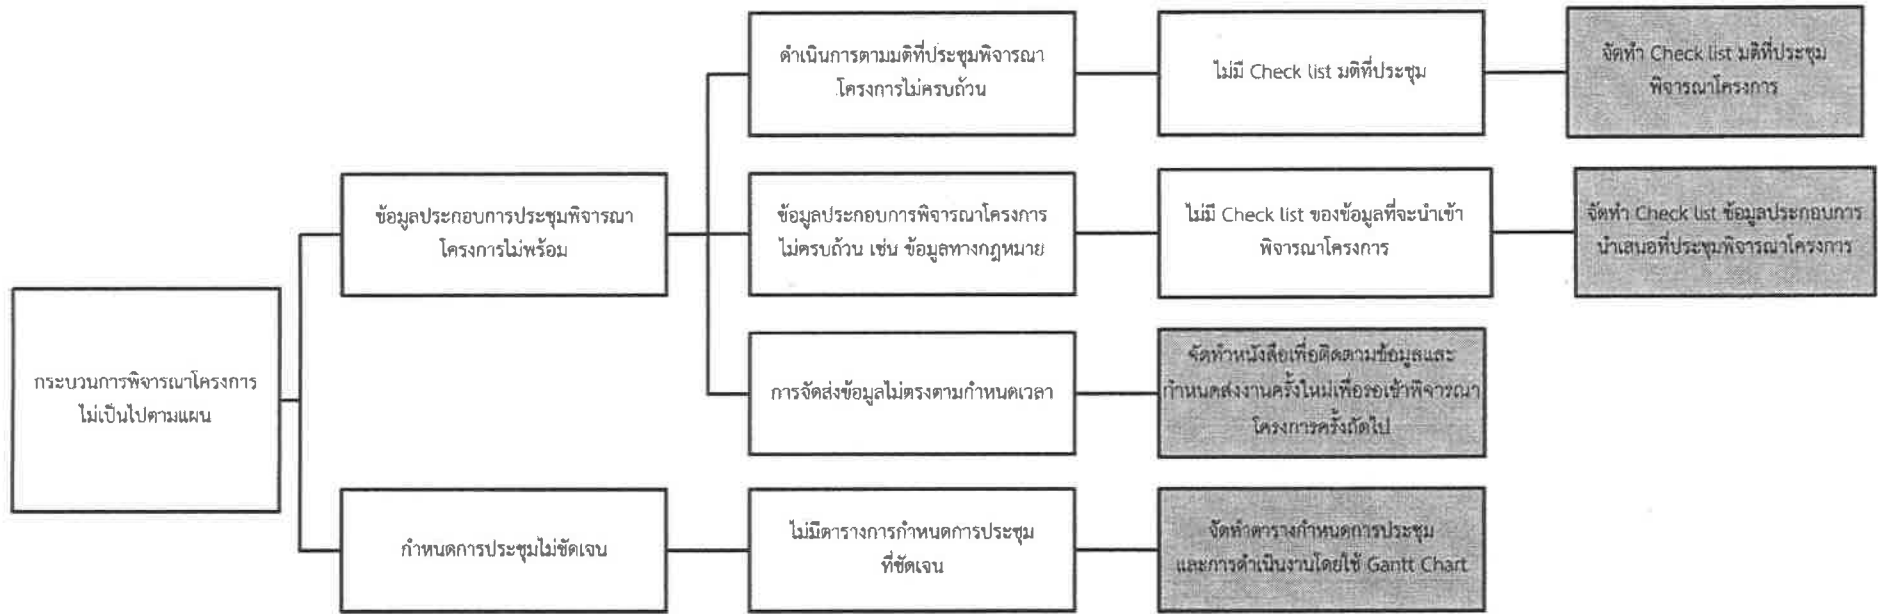 กระบวนการพิจารณาโครงการ
ไม่เป็นไปตามแผน
ข้อมูลประกอบการประชุมพิจารณา
โครงการไม่พร้อม
ดำเนินการตามมติที่ประชุมพิจารณา
โครงการไม่ครบถ้วน
ไม่มี Check list มติที่ประชุม
จัดทำ Check list มติที่ประชุม
พิจารณาโครงการ
ข้อมูลประกอบการพิจารณาโครงการ
ไม่ครบถ้วน เช่น ข้อมูลทางกฎหมาย
ไม่มี Check list ของข้อมูลที่จะนำเข้า
พิจารณาโครงการ
จัดทำ Check list ข้อมูลประกอบการ
นำเสนอที่ประชุมพิจารณาโครงการ
การจัดส่งข้อมูลไม่ตรงตามกำหนดเวลา
จัดทำหนังสือเพื่อติดตามข้อมูลและ
กำหนดส่งงานครั้งใหม่เพื่อรอเข้าพิจารณา
โครงการครั้งถัดไป
กำหนดการประชุมไม่ชัดเจน
ไม่มีตารางการกำหนดการประชุม
ที่ชัดเจน
จัดทำตารางกำหนดการประชุม
และการดำเนินงานโดยใช้ Gantt Chart